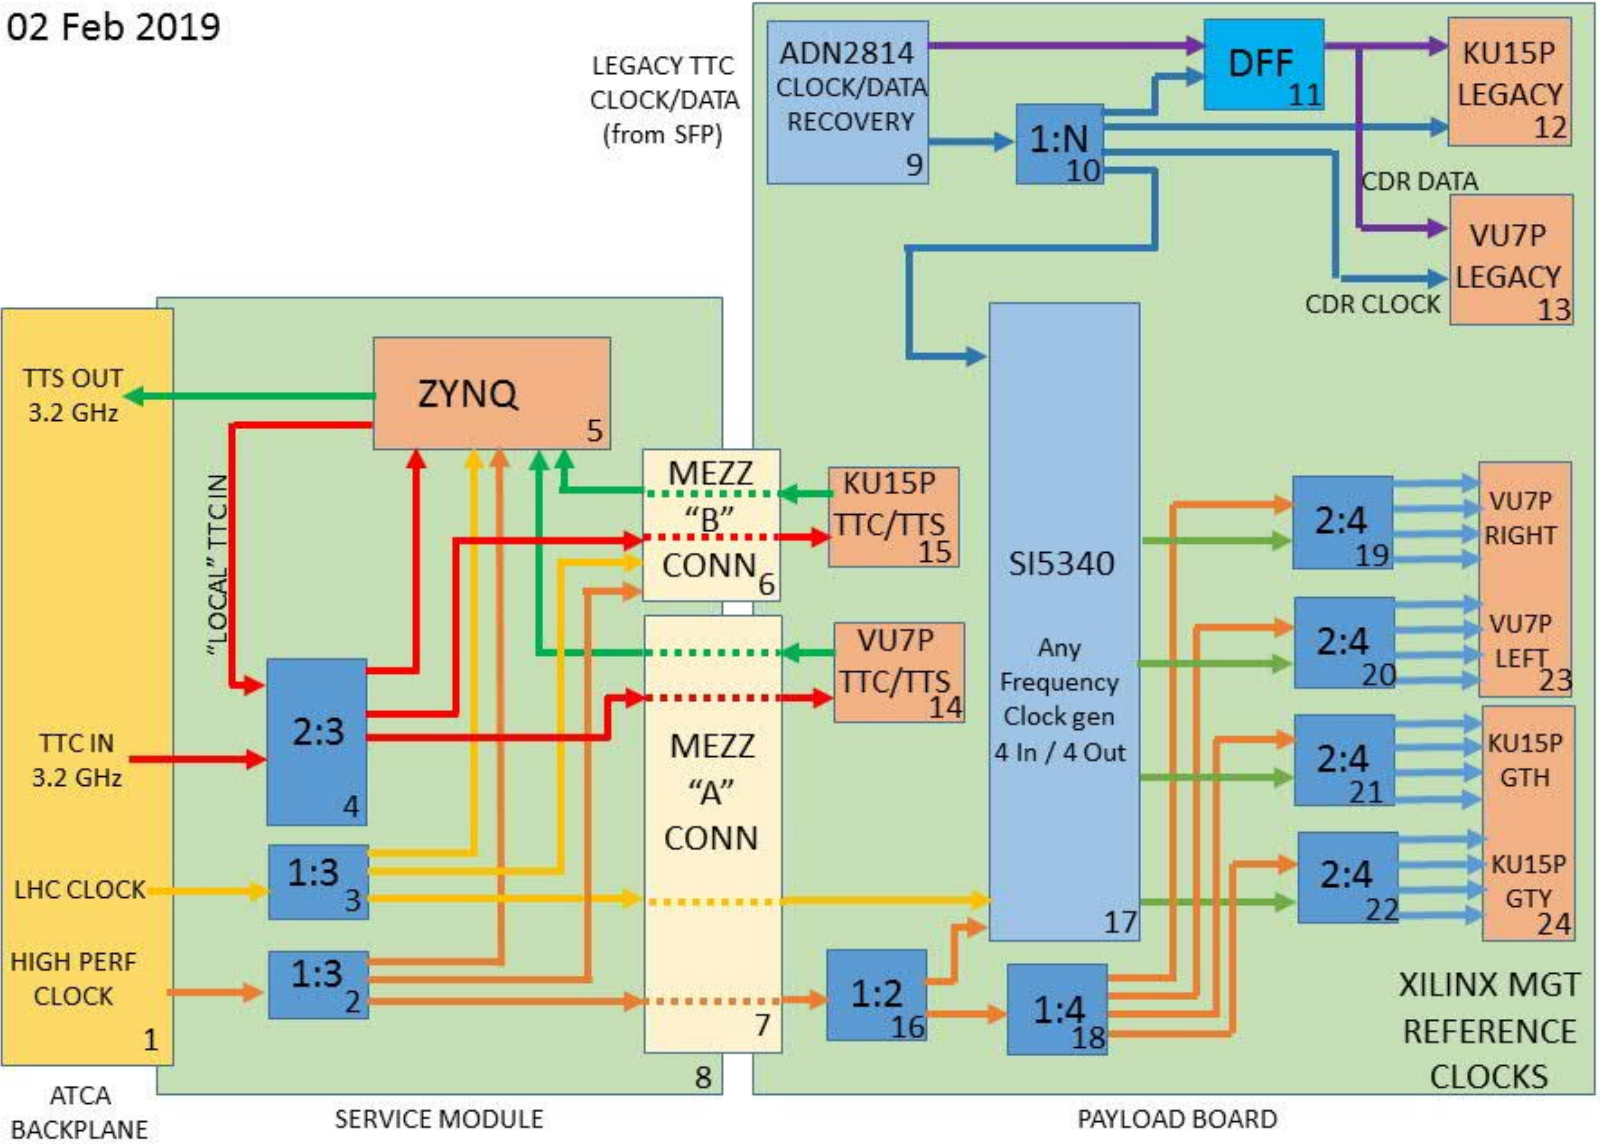 02 Feb 2019
LEGACY TTC
CLOCK/DATA
(from SFP)
ADN2814
CLOCK/DATA
RECOVERY
9
1:N
10
DFF
11
KU15P
LEGACY
12
CDR DATA
VU7P
LEGACY
13
CDR CLOCK
TTS OUT
3.2 GHz
ZYNQ
5
"LOCAL" TTC IN
MEZZ
"B"
CONN
6
KU15P
TTC/TTS
15
VU7P
TTC/TTS
14
2:3
4
TTC IN
3.2 GHz
MEZZ
"A"
CONN
7
LHC CLOCK
1:3
3
HIGH PERF
CLOCK
1:3
2
1
8
SI5340
Any
Frequency
Clock gen
4 In / 4 Out
17
1:2
16
1:4
18
2:4
19
2:4
20
2:4
21
2:4
22
VU7P
RIGHT
VU7P
LEFT
23
KU15P
GTH
KU15P
GTY
24
XILINX MGT
REFERENCE
CLOCKS
ATCA
BACKPLANE
SERVICE MODULE
PAYLOAD BOARD